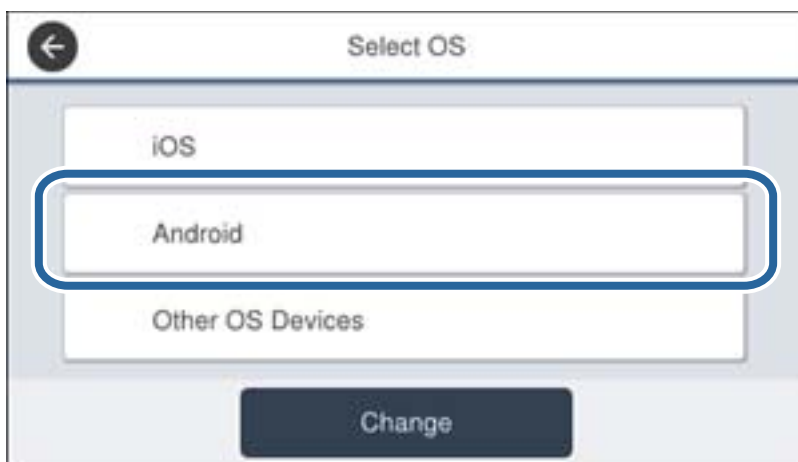 Select OS
iOS
Android
Other OS Devices
Change